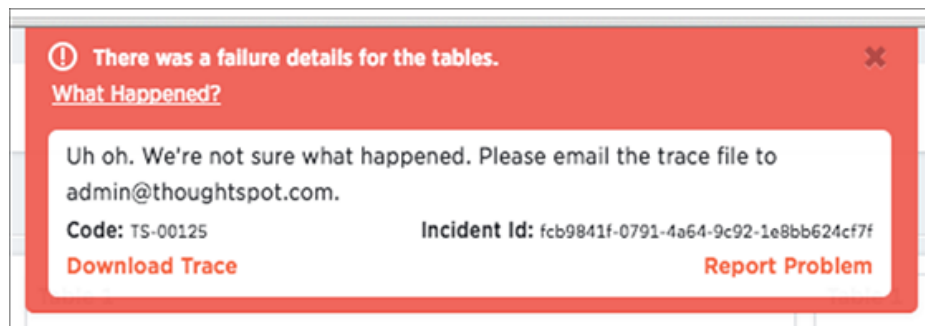 There was a failure details for the tables.
What Happened?
Uh oh. We're not sure what happened. Please email the trace file to
admin@thoughtspot.com.
Code: TS-00125 Incident Id: fcb9841f-0791-4a64-9c92-1e8bb624cf7f
Download Trace Report Problem